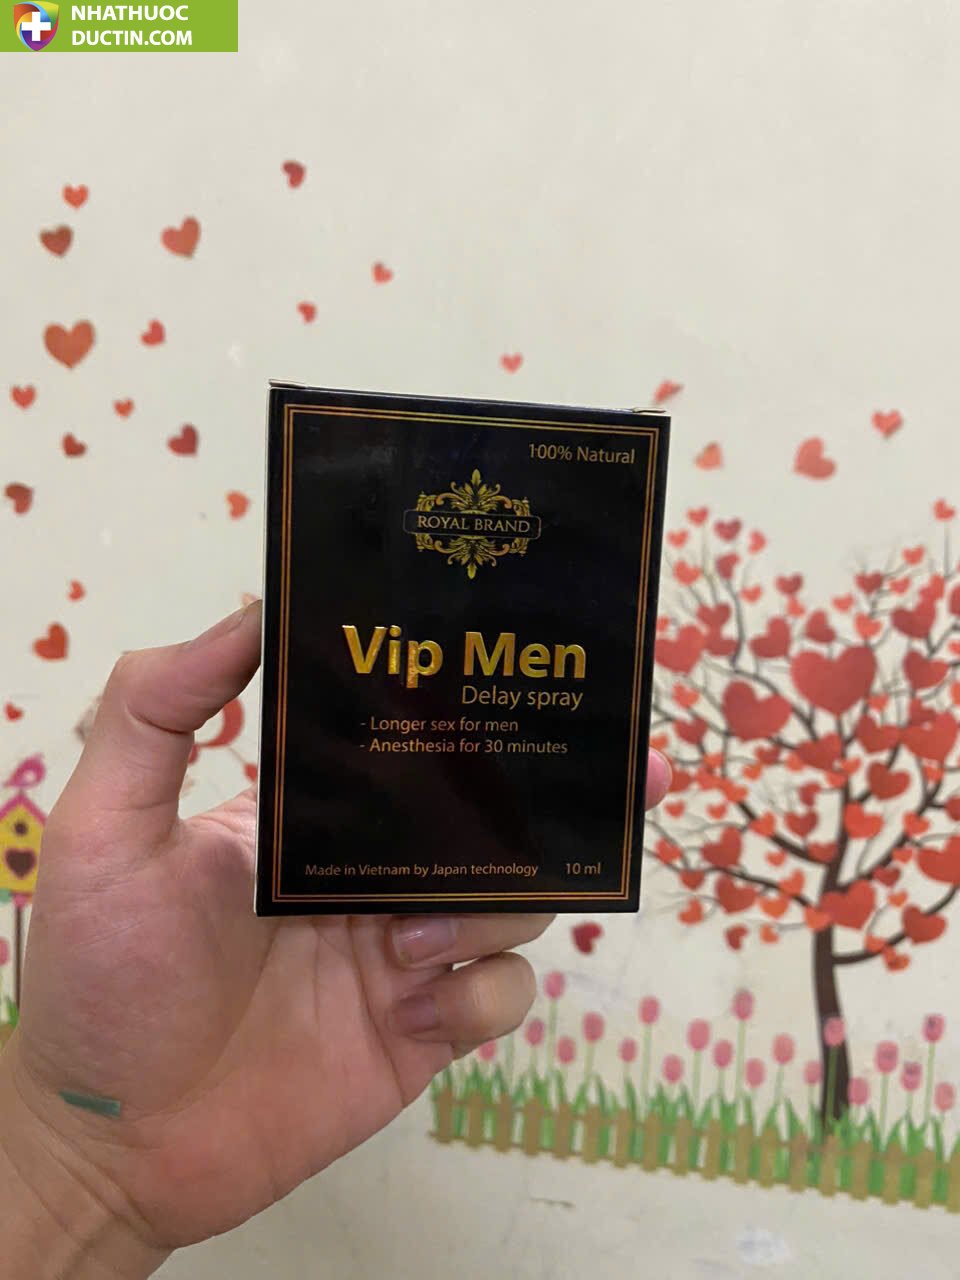 NHATHUOC
DUCTIN.COM
100% Natural
ROYAL BRAND
Vip Men
Delay spray
- Longer sex for men
- Anesthesia for 30 minutes
Made in Vietnam by Japan technology 10 ml